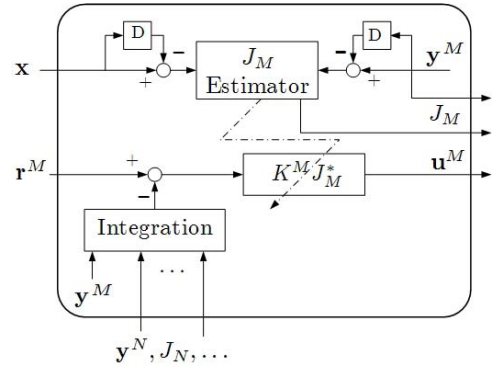 D
−
D
−
x
+
−
J_M
Estimator
+
y^M
J_M
r^M
+
−
K^M J_M^*
u^M
Integration
...
y^M
y^N, J_N, ...